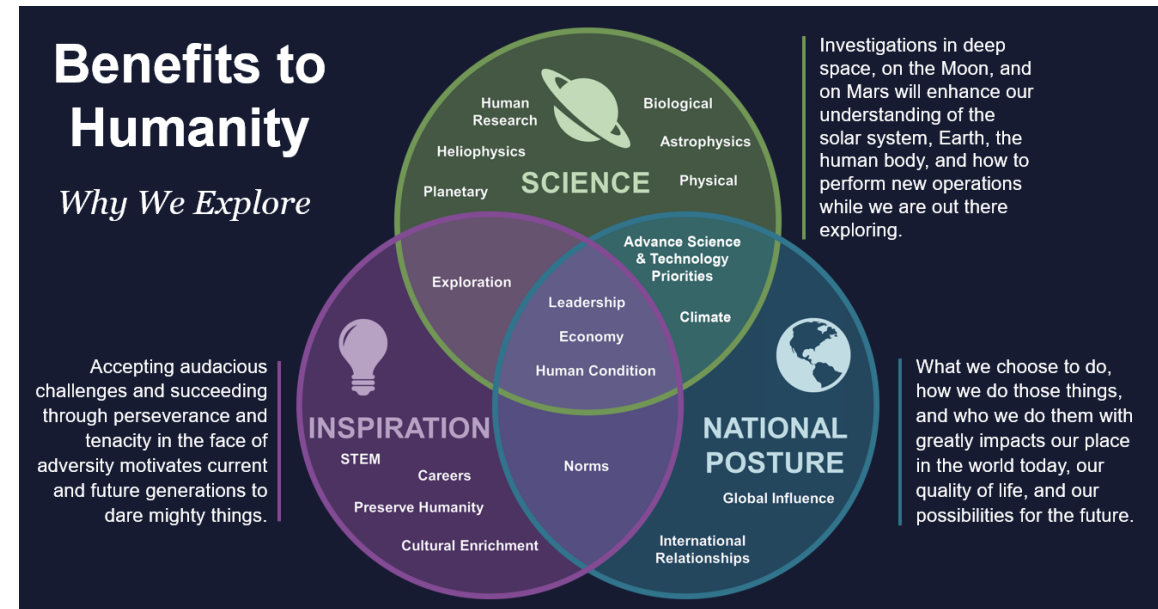 Benefits to
Humanity
Why We Explore
Human
Research
Biological
Heliophysics
Astrophysics
Planetary
SCIENCE
Physical
Investigations in deep
space, on the Moon, and
on Mars will enhance our
understanding of the
solar system, Earth, the
human body, and how to
perform new operations
while we are out there
exploring.
Exploration
Advance Science
& Technology
Priorities
Climate
Leadership
Economy
Human Condition
Accepting audacious
challenges and succeeding
through perseverance and
tenacity in the face of
adversity motivates current
and future generations to
dare mighty things.
INSPIRATION
STEM
Careers
Preserve Humanity
Cultural Enrichment
Norms
NATIONAL
POSTURE
Global Influence
International
Relationships
What we choose to do,
how we do those things,
and who we do them with
greatly impacts our place
in the world today, our
quality of life, and our
possibilities for the future.